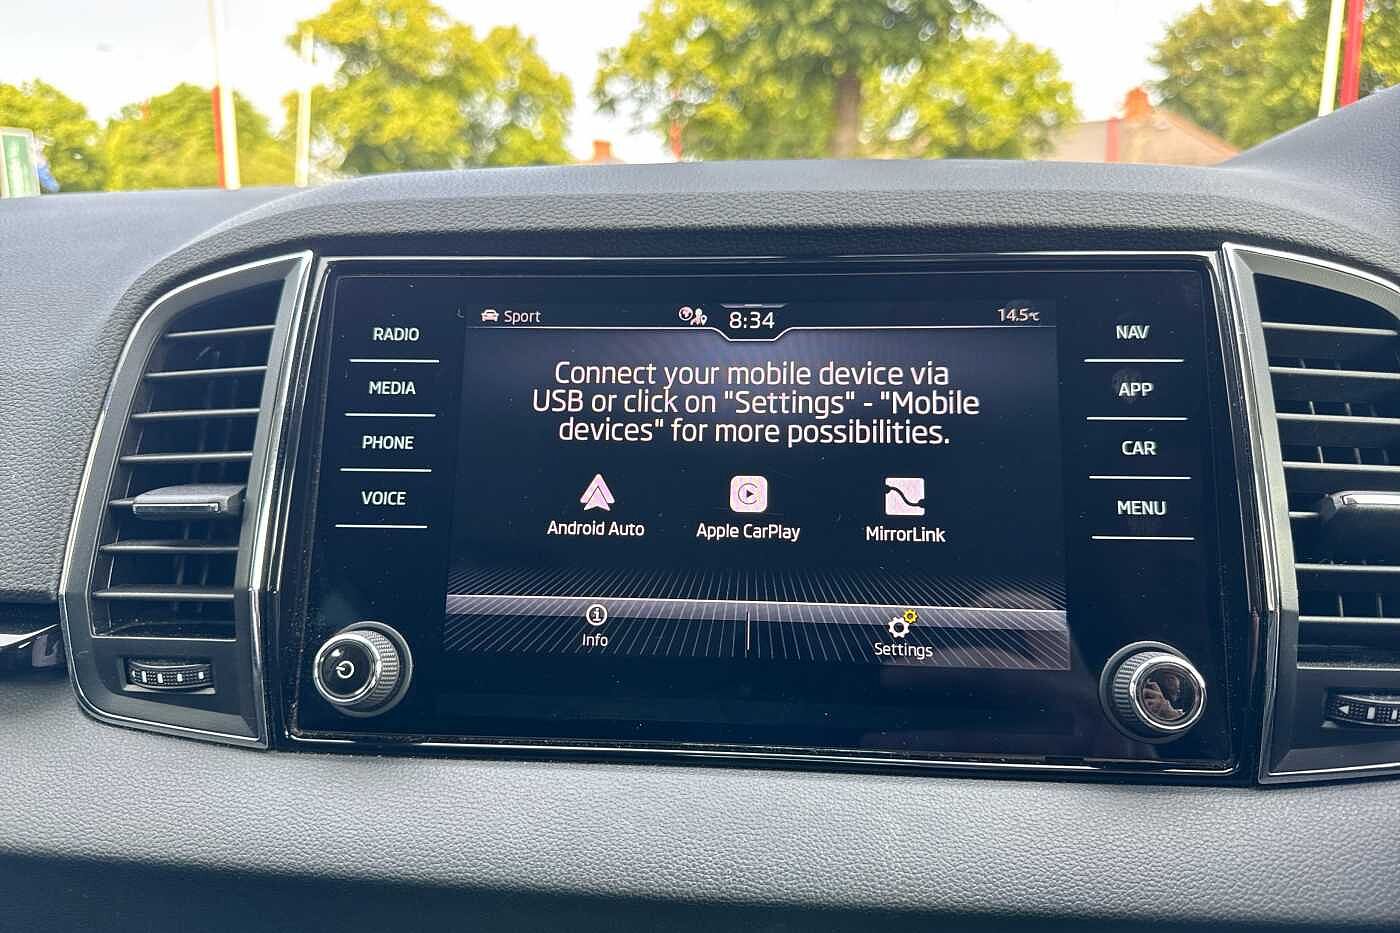 Sport
8:34
14.5°C
RADIO
MEDIA
PHONE
VOICE
Connect your mobile device via
USB or click on "Settings" - "Mobile
devices" for more possibilities.
Android Auto
Apple CarPlay
MirrorLink
Info
Settings
NAV
APP
CAR
MENU